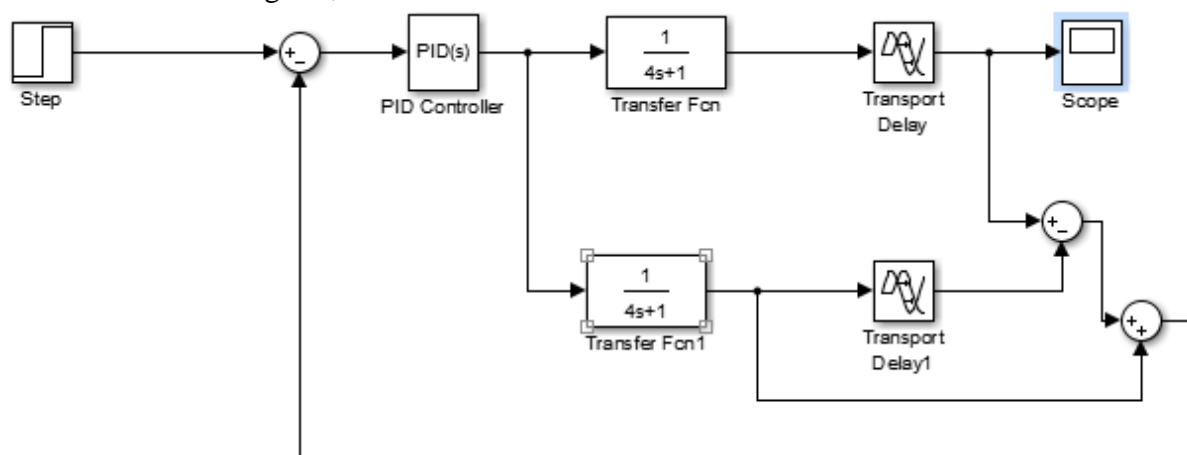 +
−
PID(s)
1
4s+1
Step
PID Controller
Transfer Fcn
Transport
Delay
Scope
+
−
1
4s+1
+
+
Transfer Fcn1
Transport
Delay1